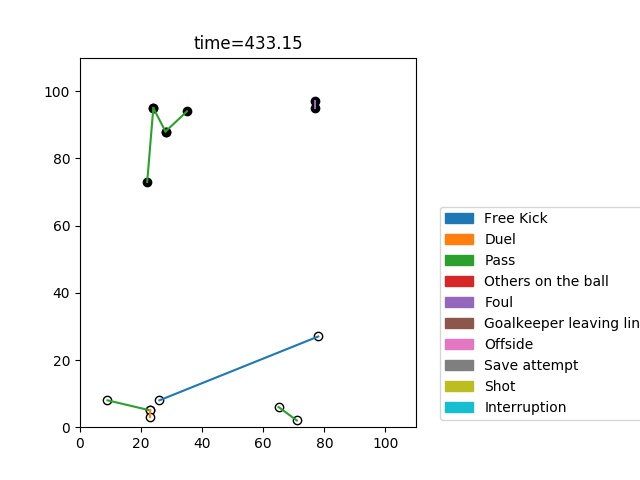 time=433.15
100
80
60
40
20
0
0 20 40 60 80 100
Free Kick
Duel
Pass
Others on the ball
Foul
Goalkeeper leaving lin
Offside
Save attempt
Shot
Interruption